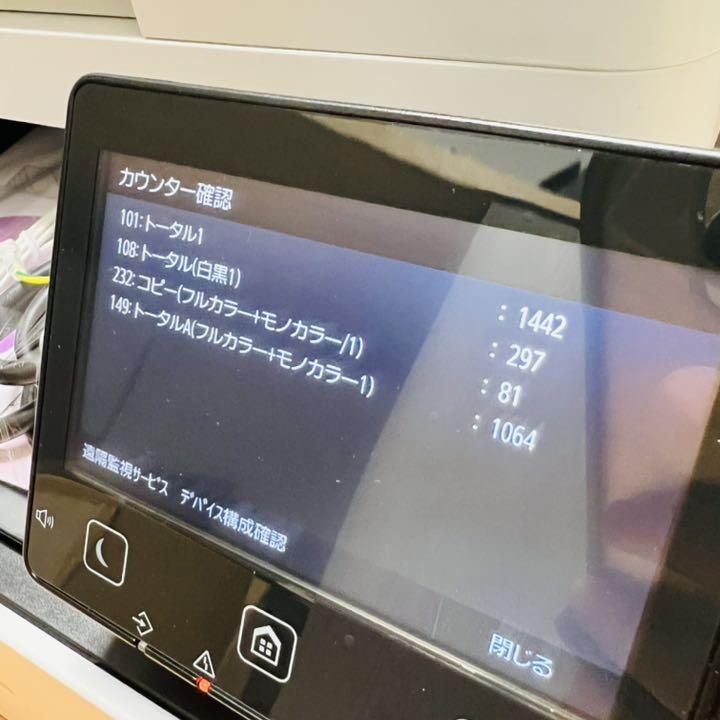 カウンター確認
101:トータル1 : 1442
108:トータル(白黒1) : 297
232:コピー(フルカラー+モノカラー/1) : 81
149:トータルA(フルカラー+モノカラー1) : 1064
遠隔監視サービス デバイス構成確認
閉じる